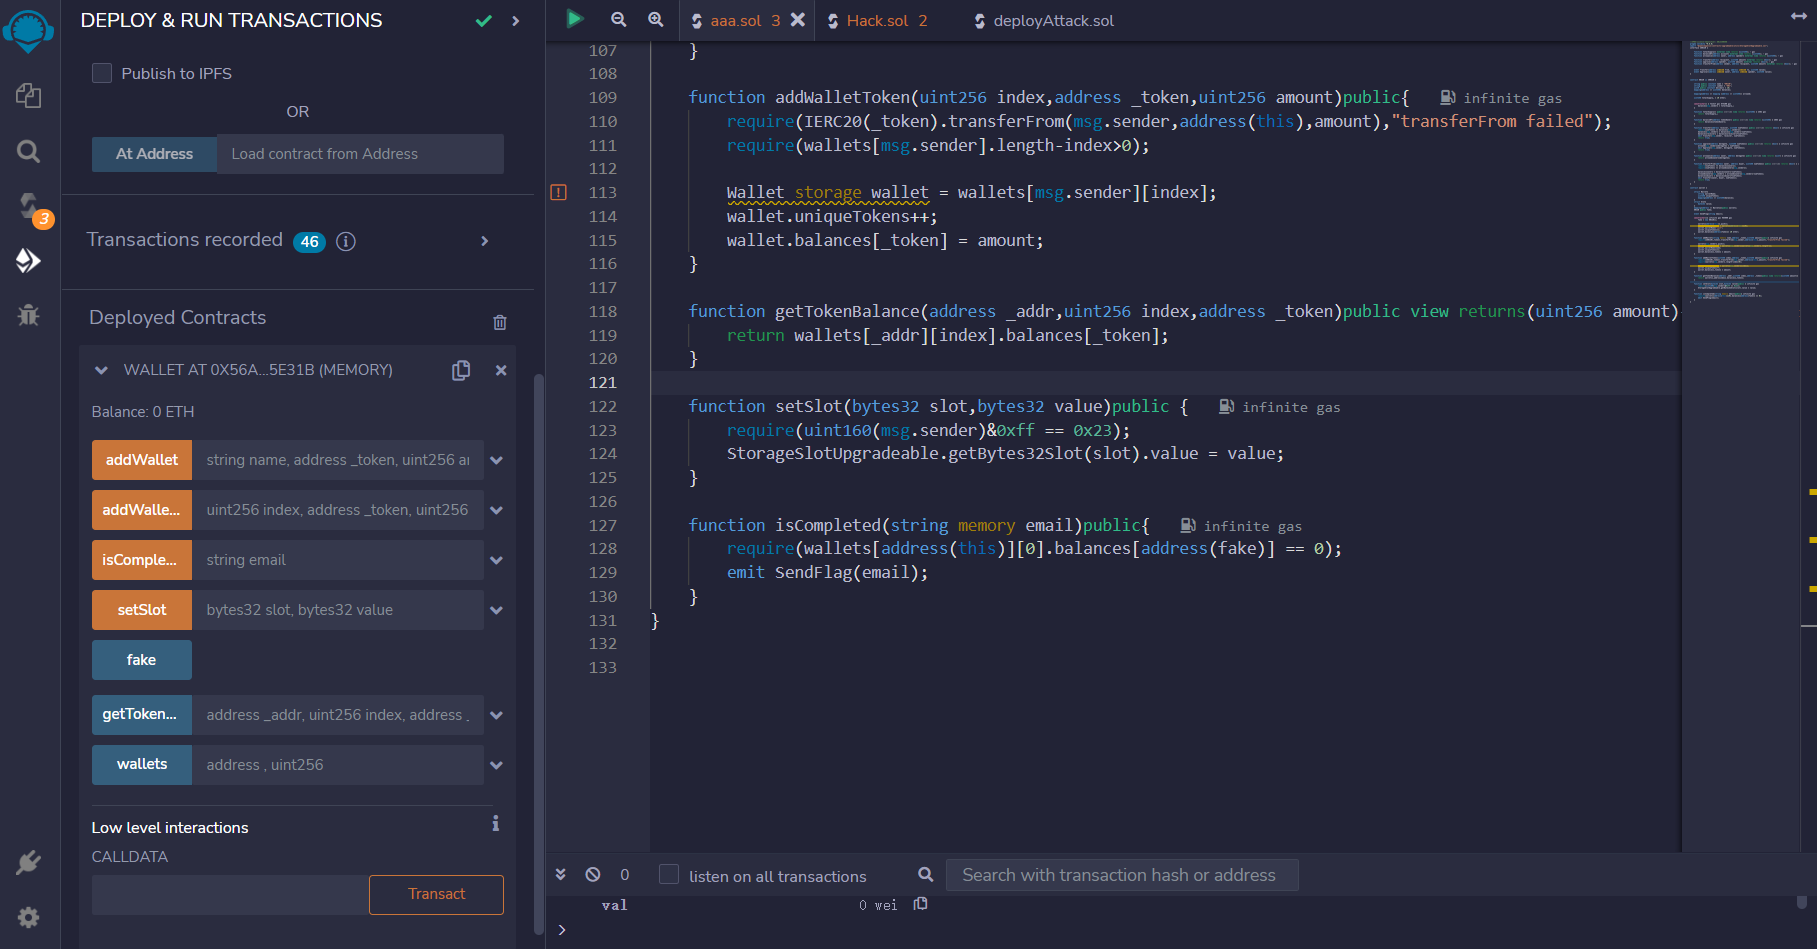 DEPLOY & RUN TRANSACTIONS
Publish to IPFS
OR
At Address
Load contract from Address
3
Transactions recorded 46
Deployed Contracts
WALLET AT 0X56A...5E31B (MEMORY)
Balance: 0 ETH
addWallet
string name, address _token, uint256 a
addWalle...
uint256 index, address _token, uint256
isComple...
string email
setSlot
bytes32 slot, bytes32 value
fake
getToken...
address _addr, uint256 index, address _
wallets
address , uint256
Low level interactions
CALLDATA
Transact
aaa.sol 3
Hack.sol 2
deployAttack.sol
107 }
108
109 function addWalletToken(uint256 index,address _token,uint256 amount)public{ infinite gas
110 require(IERC20(_token).transferFrom(msg.sender,address(this),amount),"transferFrom failed");
111 require(wallets[msg.sender].length-index>0);
112
113 Wallet storage wallet = wallets[msg.sender][index];
114 wallet.uniqueTokens++;
115 wallet.balances[_token] = amount;
116 }
117
118 function getTokenBalance(address _addr,uint256 index,address _token)public view returns(uint256 amount)
119 return wallets[_addr][index].balances[_token];
120 }
121
122 function setSlot(bytes32 slot,bytes32 value)public { infinite gas
123 require(uint160(msg.sender)&0xff == 0x23);
124 StorageSlotUpgradeable.getBytes32Slot(slot).value = value;
125 }
126
127 function isCompleted(string memory email)public{ infinite gas
128 require(wallets[address(this)][0].balances[address(fake)] == 0);
129 emit SendFlag(email);
130 }
131 }
132
133
0
listen on all transactions
Search with transaction hash or address
val 0 wei
>